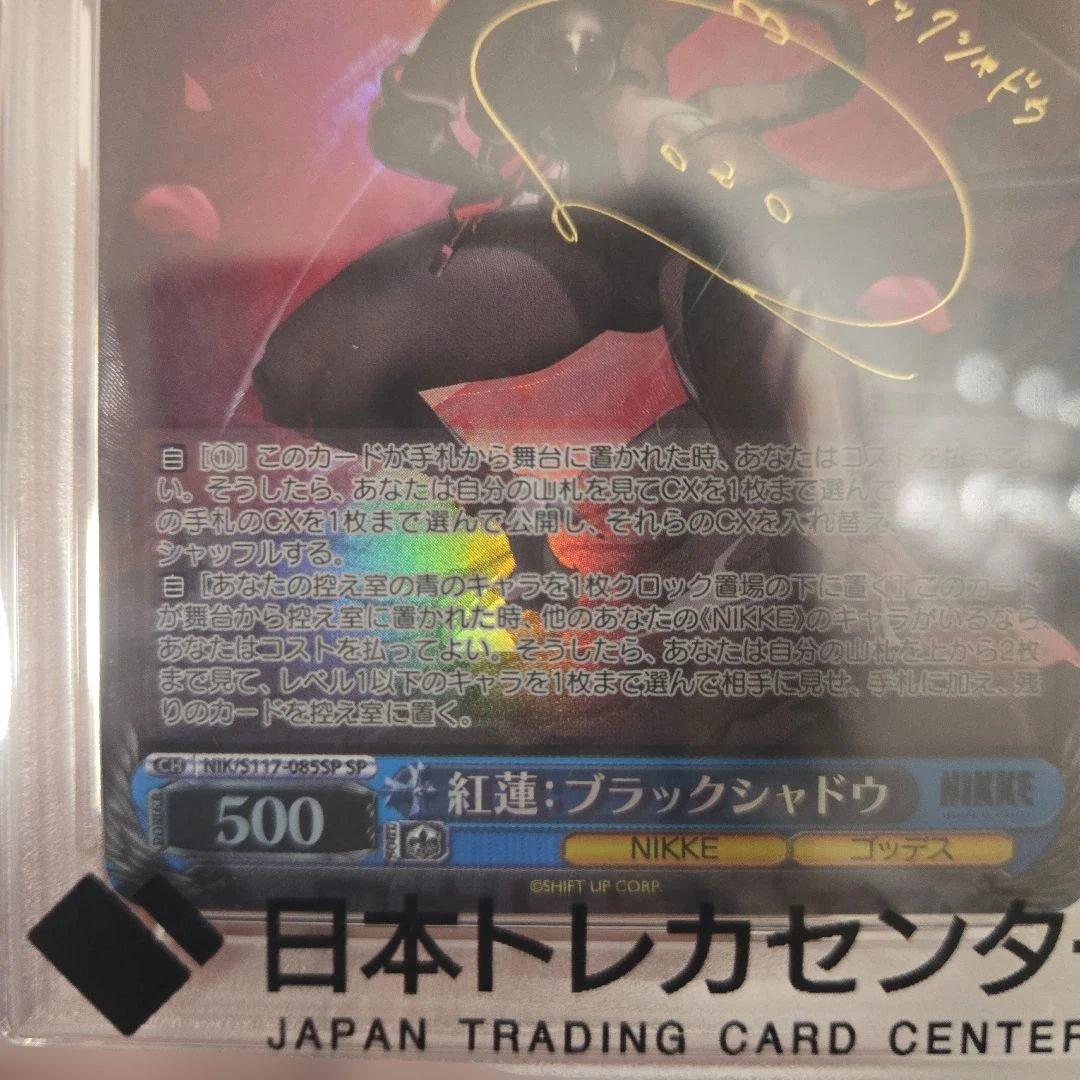 ックシャドウ
020
自 [①] このカードが手札から舞台に置かれた時、あなたはコストを
い。そうしたら、あなたは自分の山札を見てCXを1枚まで選んで
の手札のCXを1枚まで選んで公開し、それらのCXを入れ替え
シャッフルする。
自 [あなたの控え室の青のキャラを1枚クロック置場の下に置く] このカード
が舞台から控え室に置かれた時、他のあなたの《NIKKE》のキャラがいるなら、
あなたはコストを払ってよい。そうしたら、あなたは自分の山札を上から2枚
まで見て、レベル1以下のキャラを1枚まで選んで相手に見せ、手札に加え、残
りのカードを控え室に置く。
CH NIK/S117-085SP SP
紅蓮：ブラックシャドウ
NIKKE
500
SOUL
NIKKE ゴッデス
©SHIFT UP CORP.
日本トレカセンター
JAPAN TRADING CARD CENTER